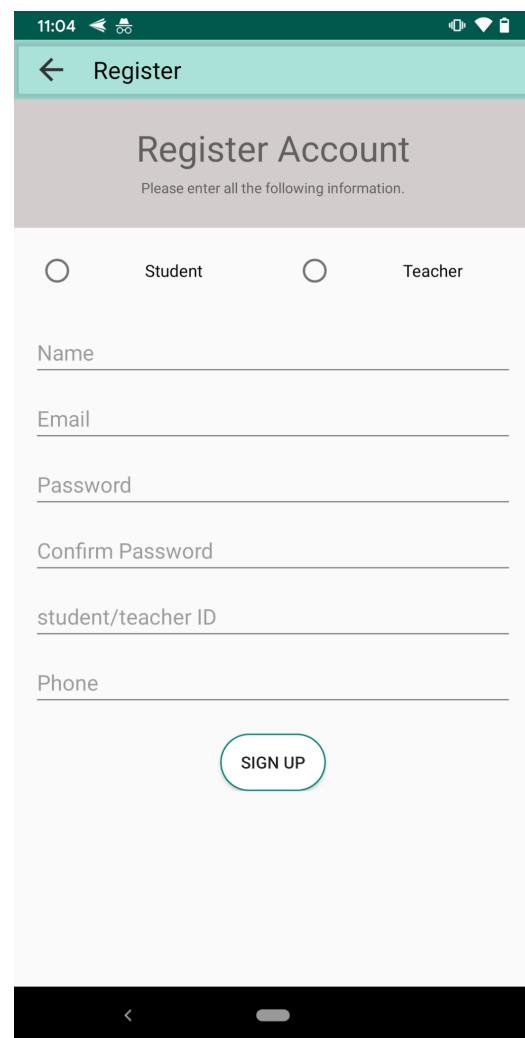 11:04
Register
Register Account
Please enter all the following information.
Student Teacher
Name
Email
Password
Confirm Password
student/teacher ID
Phone
SIGN UP